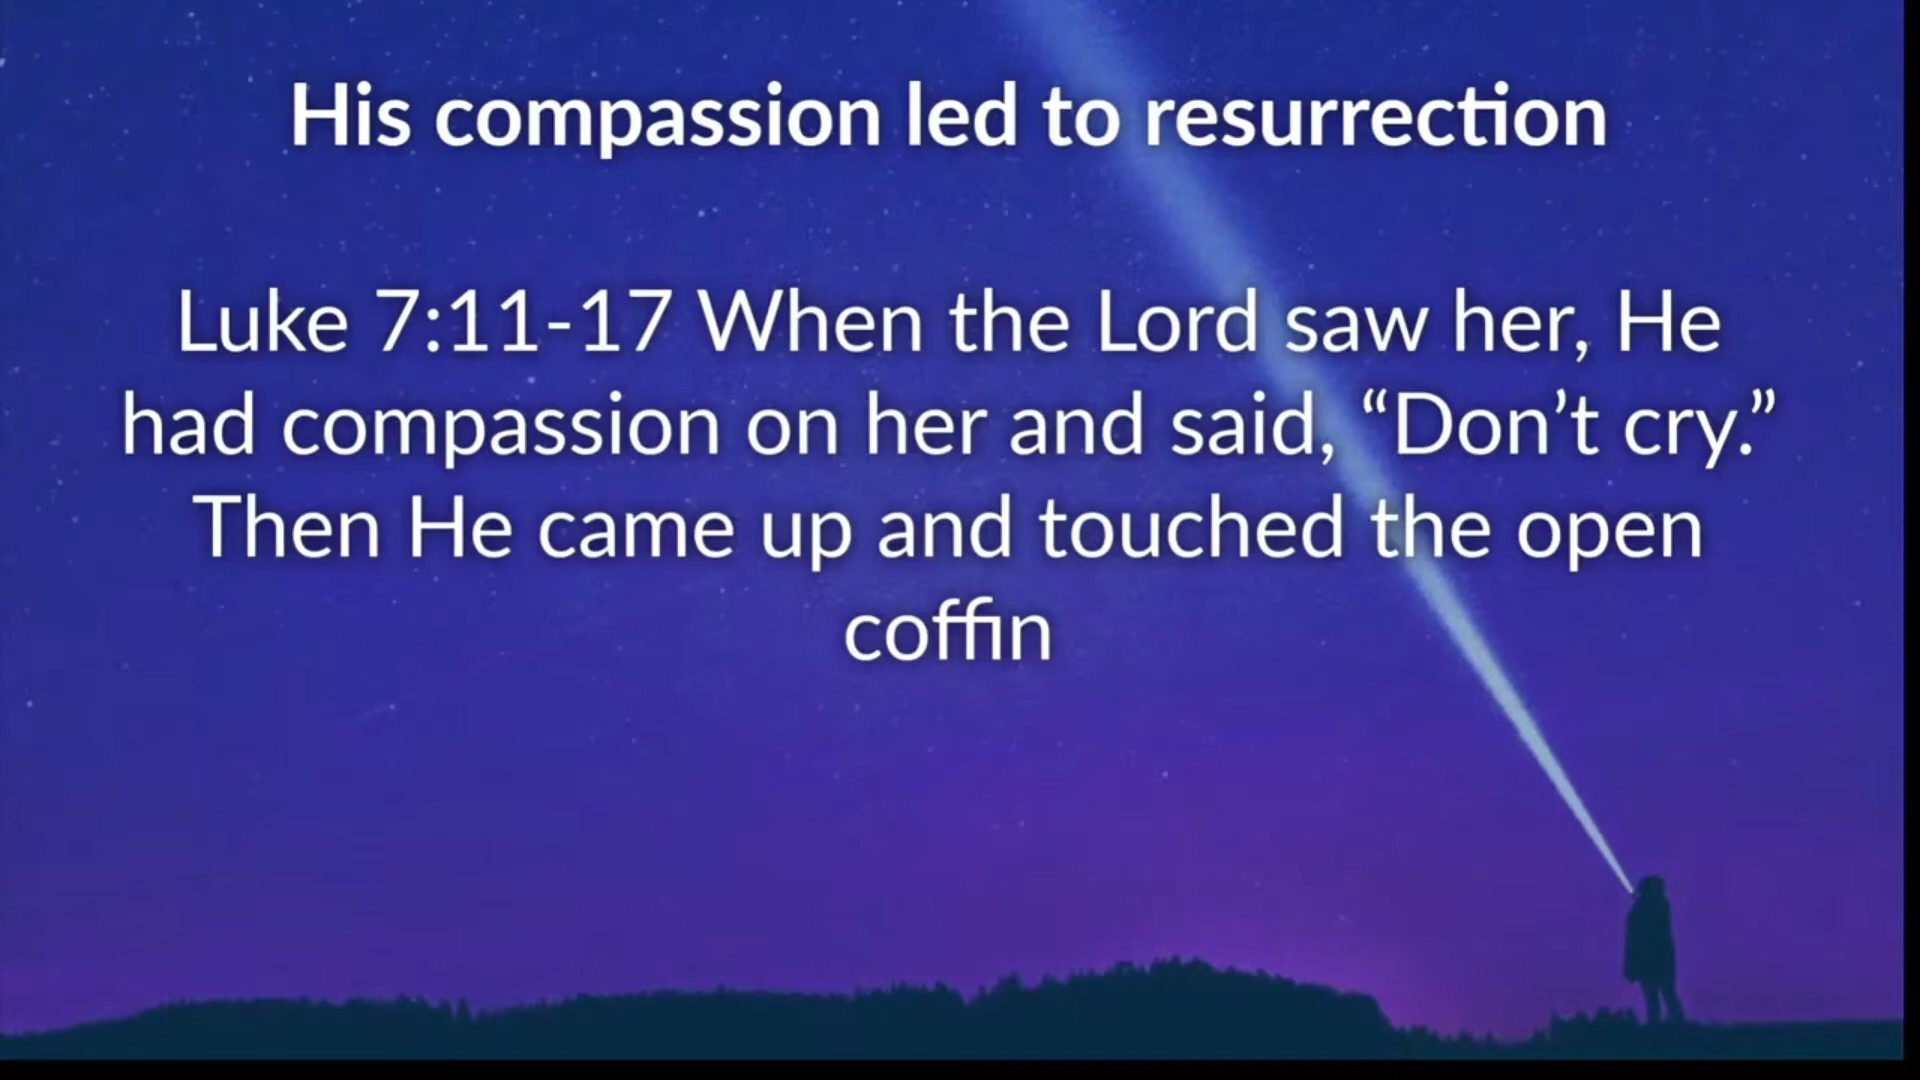 His compassion led to resurrection
Luke 7:11-17 When the Lord saw her, He
had compassion on her and said, “Don’t cry.”
Then He came up and touched the open
coffin